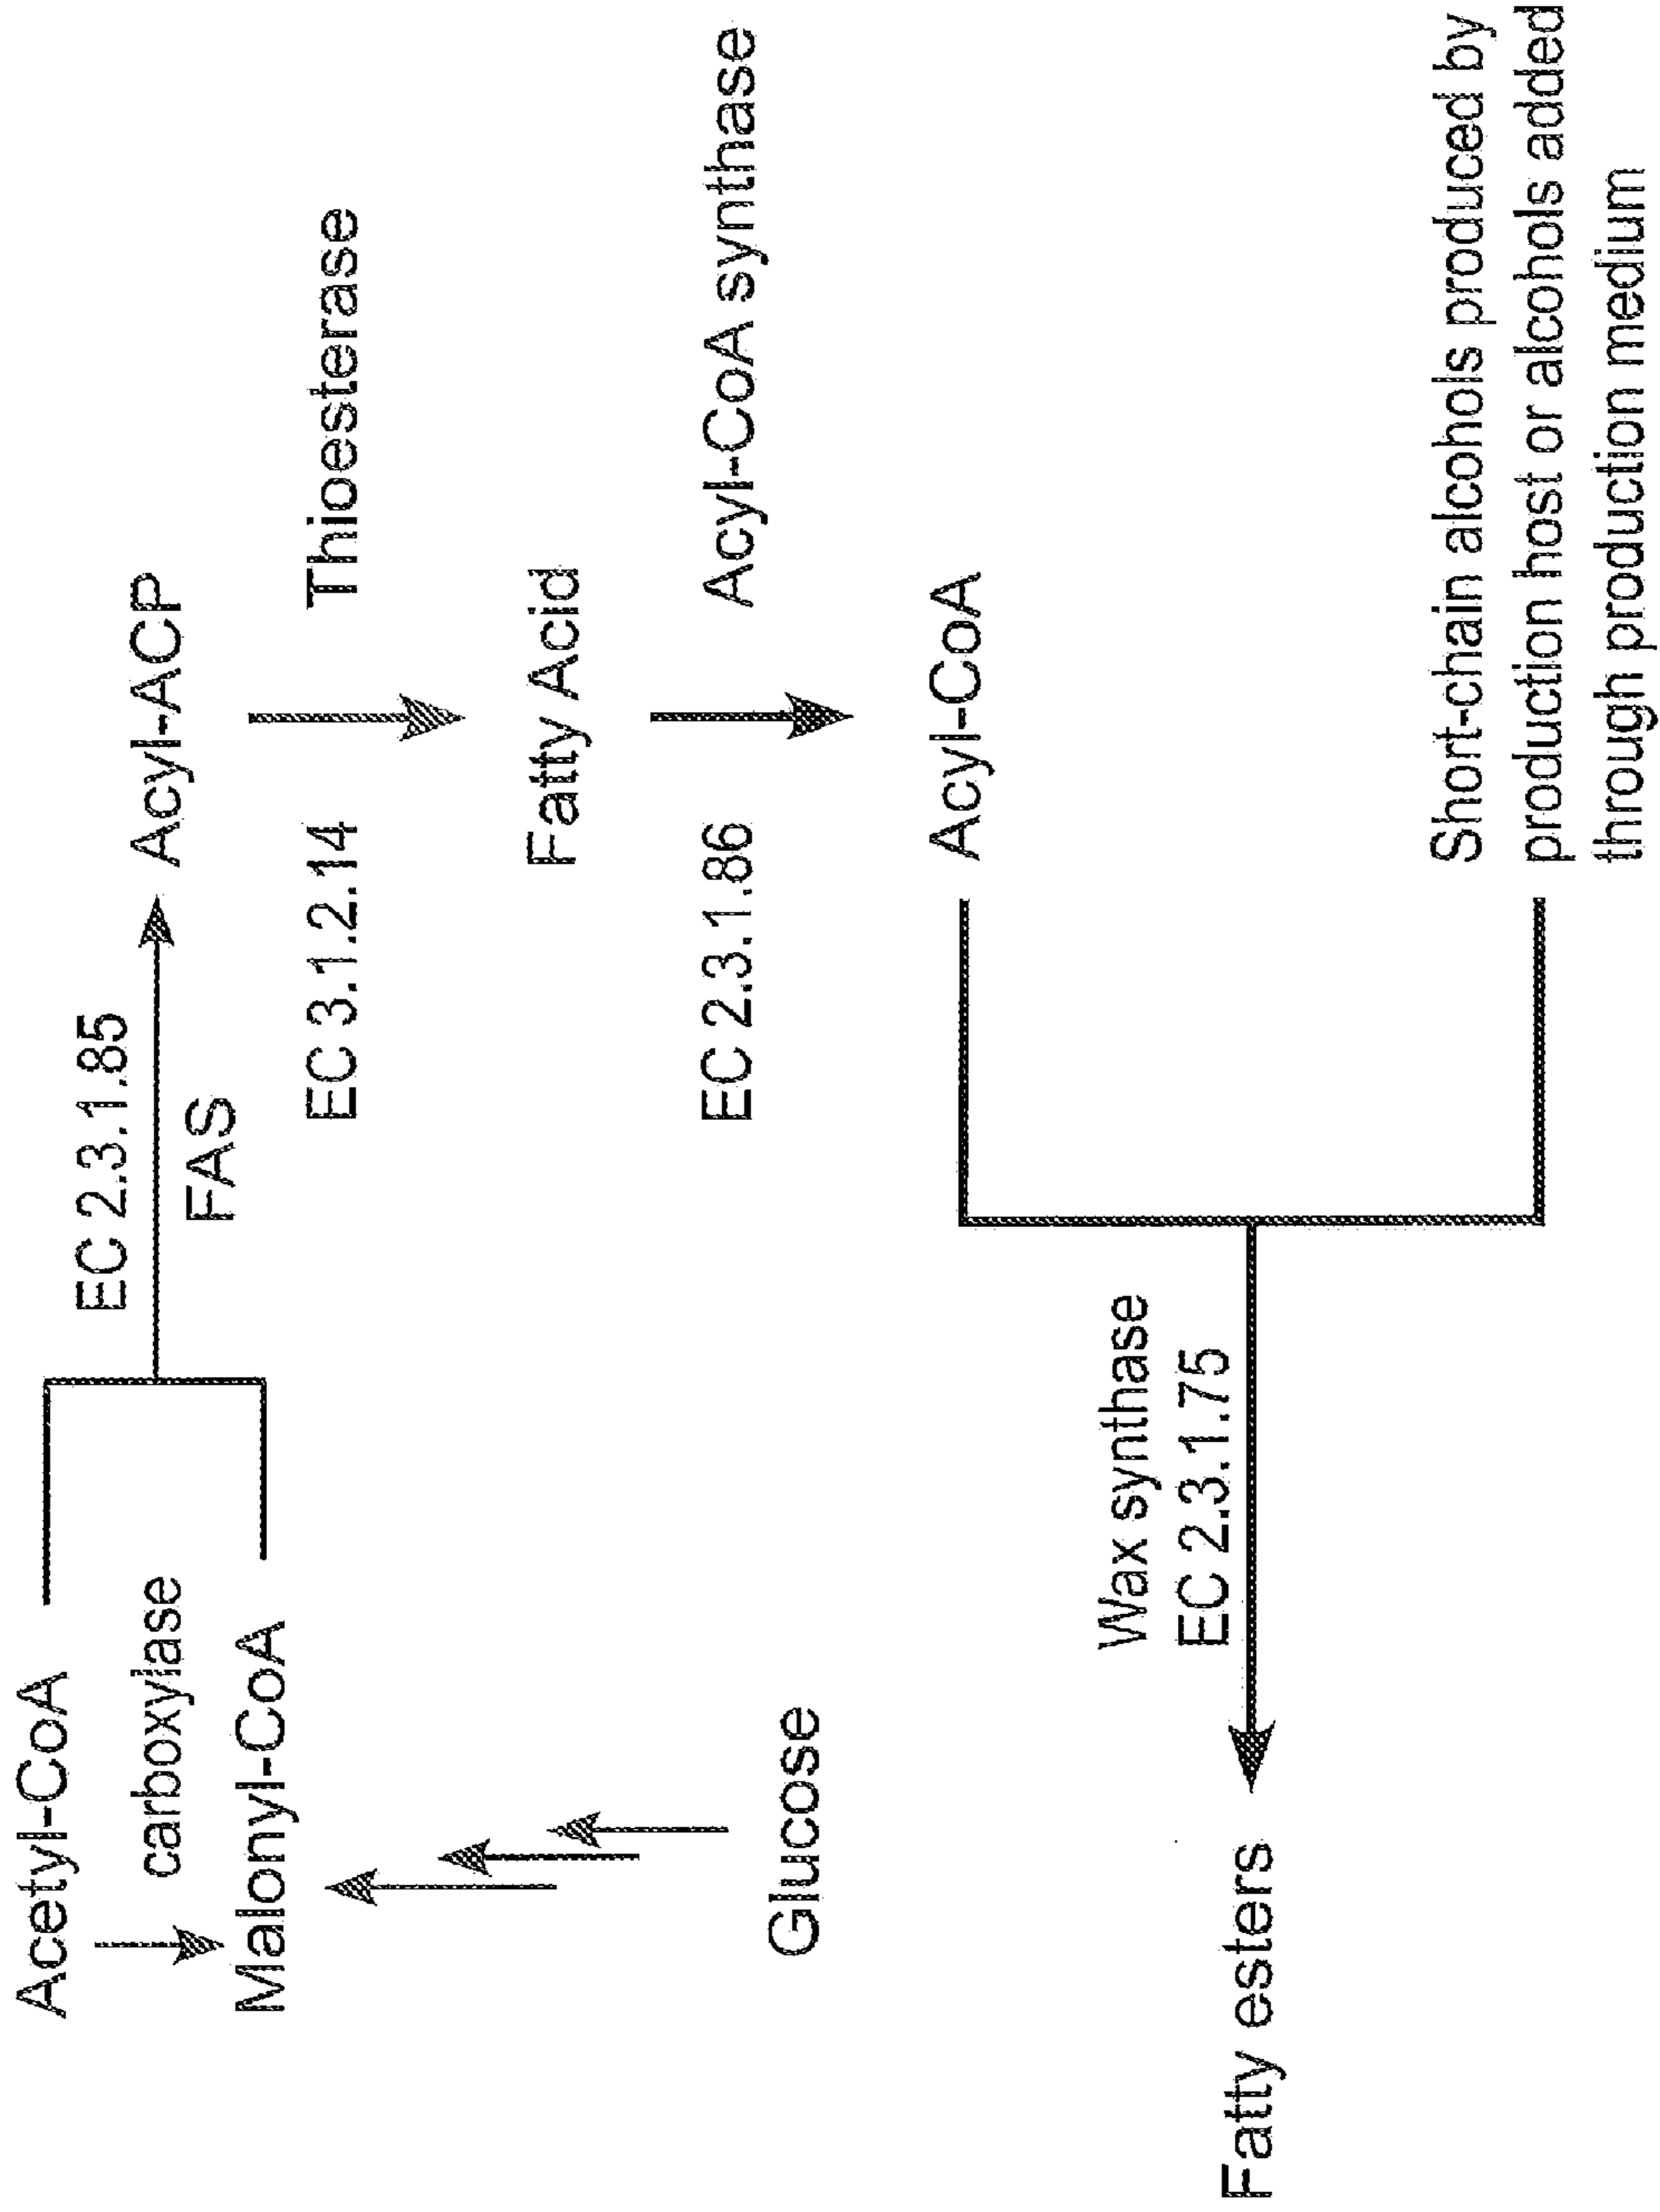 Acetyl-CoA
carboxylase
Malonyl-CoA
Glucose
EC 2.3.1.85
FAS
Acyl-ACP
EC 3.1.2.14
Thioesterase
Fatty Acid
EC 2.3.1.86
Acyl-CoA synthase
Acyl-CoA
Short-chain alcohols produced by
production host or alcohols added
through production medium
Wax synthase
EC 2.3.1.75
Fatty esters